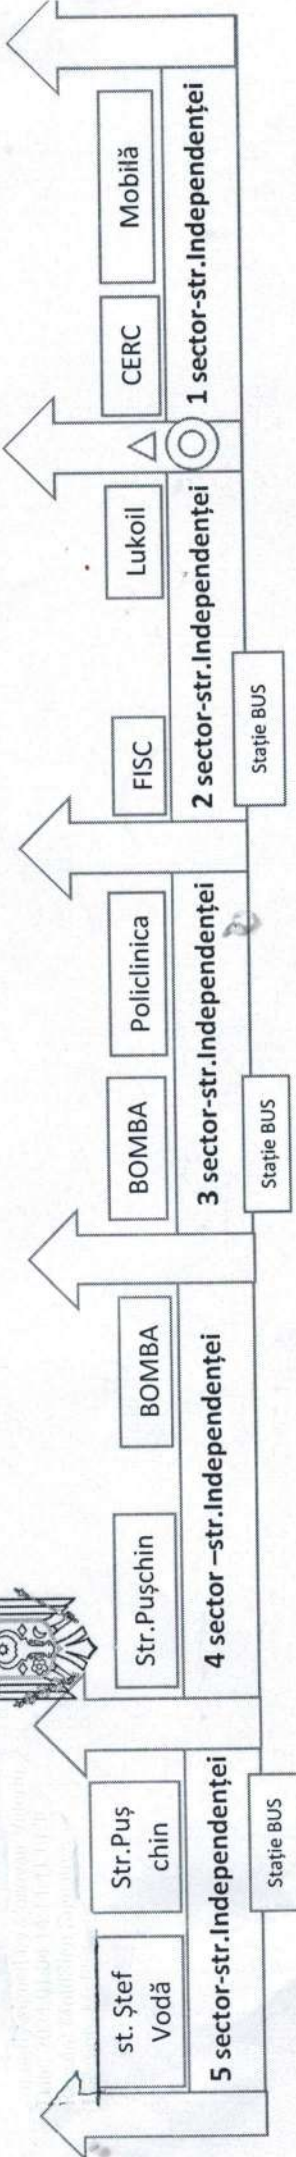 st. Ștef
Vodă
Str.Puș
chin
Str.Pușchin
BOMBA
BOMBA
Policlinica
FISC
Lukoil
CERC
Mobilă
5 sector-str.Independenței
4 sector –str.Independenței
3 sector-str.Independenței
2 sector-str.Independenței
1 sector-str.Independenței
Stație BUS
Stație BUS
Stație BUS